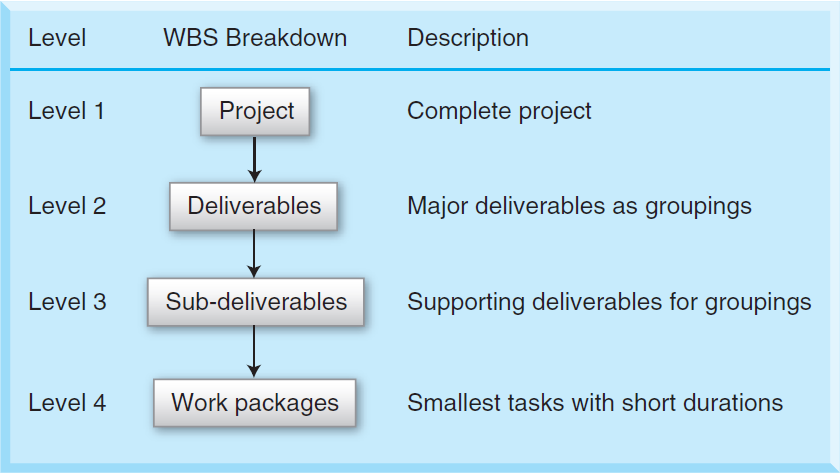 Level WBS Breakdown Description
Level 1 Project Complete project
Level 2 Deliverables Major deliverables as groupings
Level 3 Sub-deliverables Supporting deliverables for groupings
Level 4 Work packages Smallest tasks with short durations